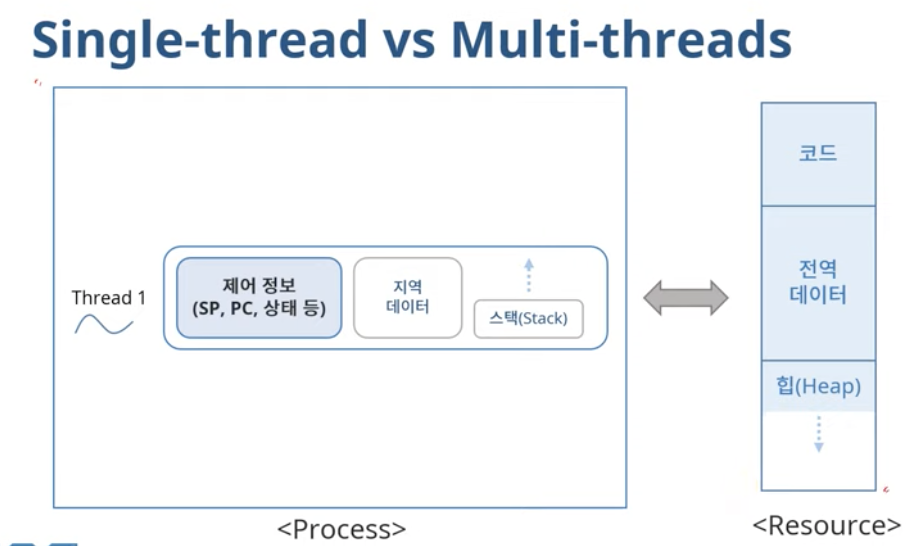 Single-thread vs Multi-threads
Thread 1
제어 정보
(SP, PC, 상태 등)
지역
데이터
스택(Stack)
<Process>
코드
전역
데이터
힙(Heap)
<Resource>